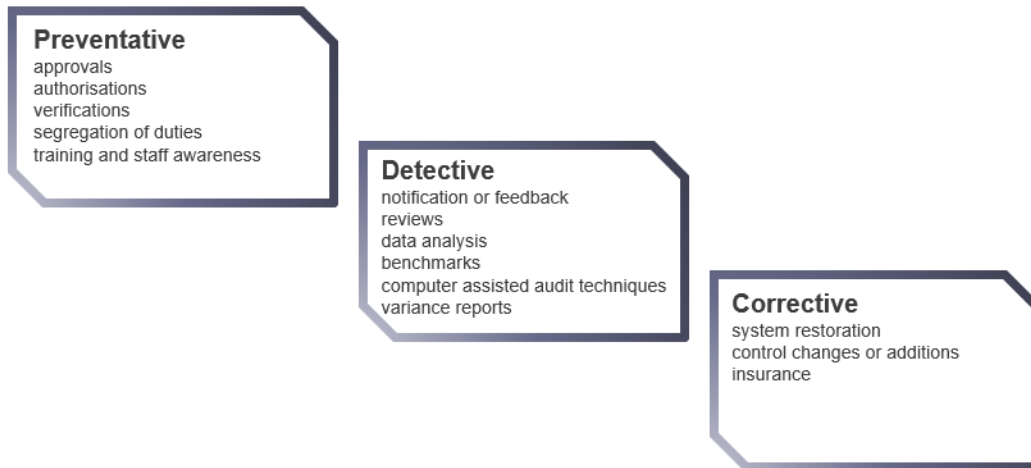 Preventative
approvals
authorisations
verifications
segregation of duties
training and staff awareness
Detective
notification or feedback
reviews
data analysis
benchmarks
computer assisted audit techniques
variance reports
Corrective
system restoration
control changes or additions
insurance